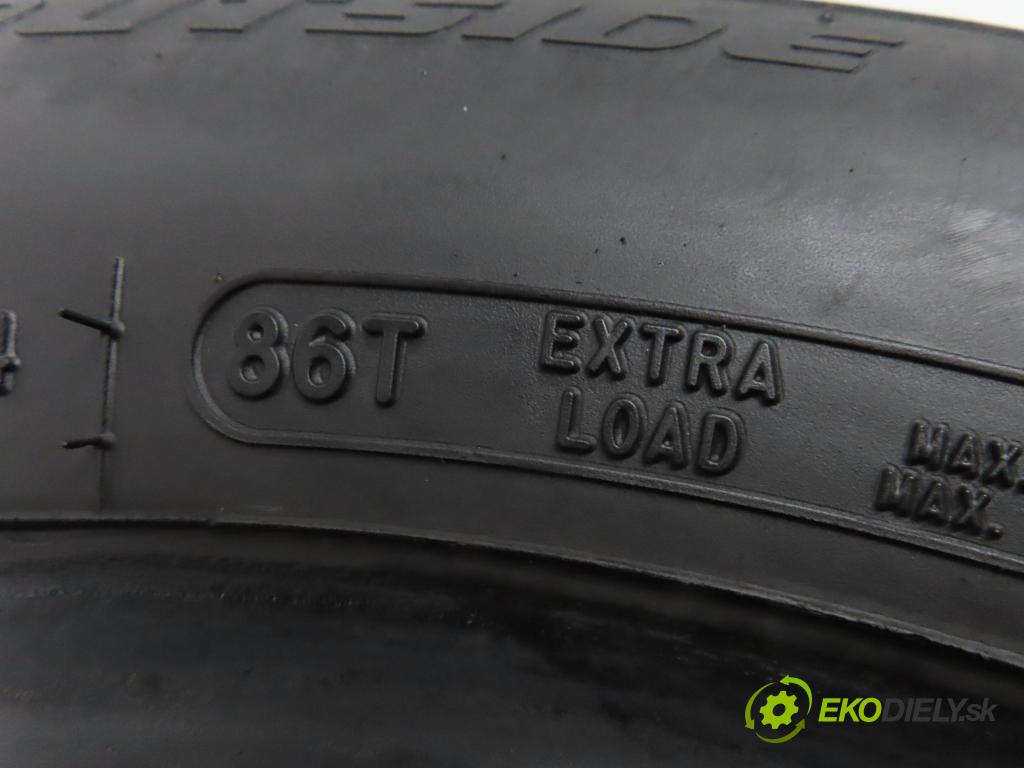 86T EXTRA
LOAD
MAX.
MAX.
EKODIELY.sk